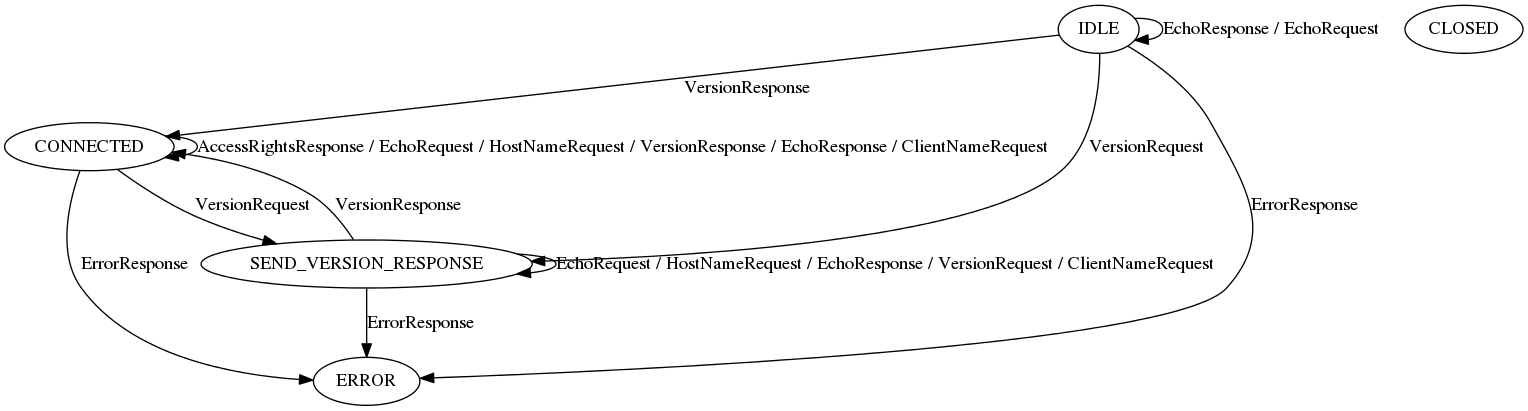 IDLE
EchoResponse / EchoRequest
CLOSED
VersionResponse
CONNECTED
AccessRightsResponse / EchoRequest / HostNameRequest / VersionResponse / EchoResponse / ClientNameRequest
VersionRequest
VersionRequest
VersionResponse
ErrorResponse
ErrorResponse
SEND_VERSION_RESPONSE
EchoRequest / HostNameRequest / EchoResponse / VersionRequest / ClientNameRequest
ErrorResponse
ERROR